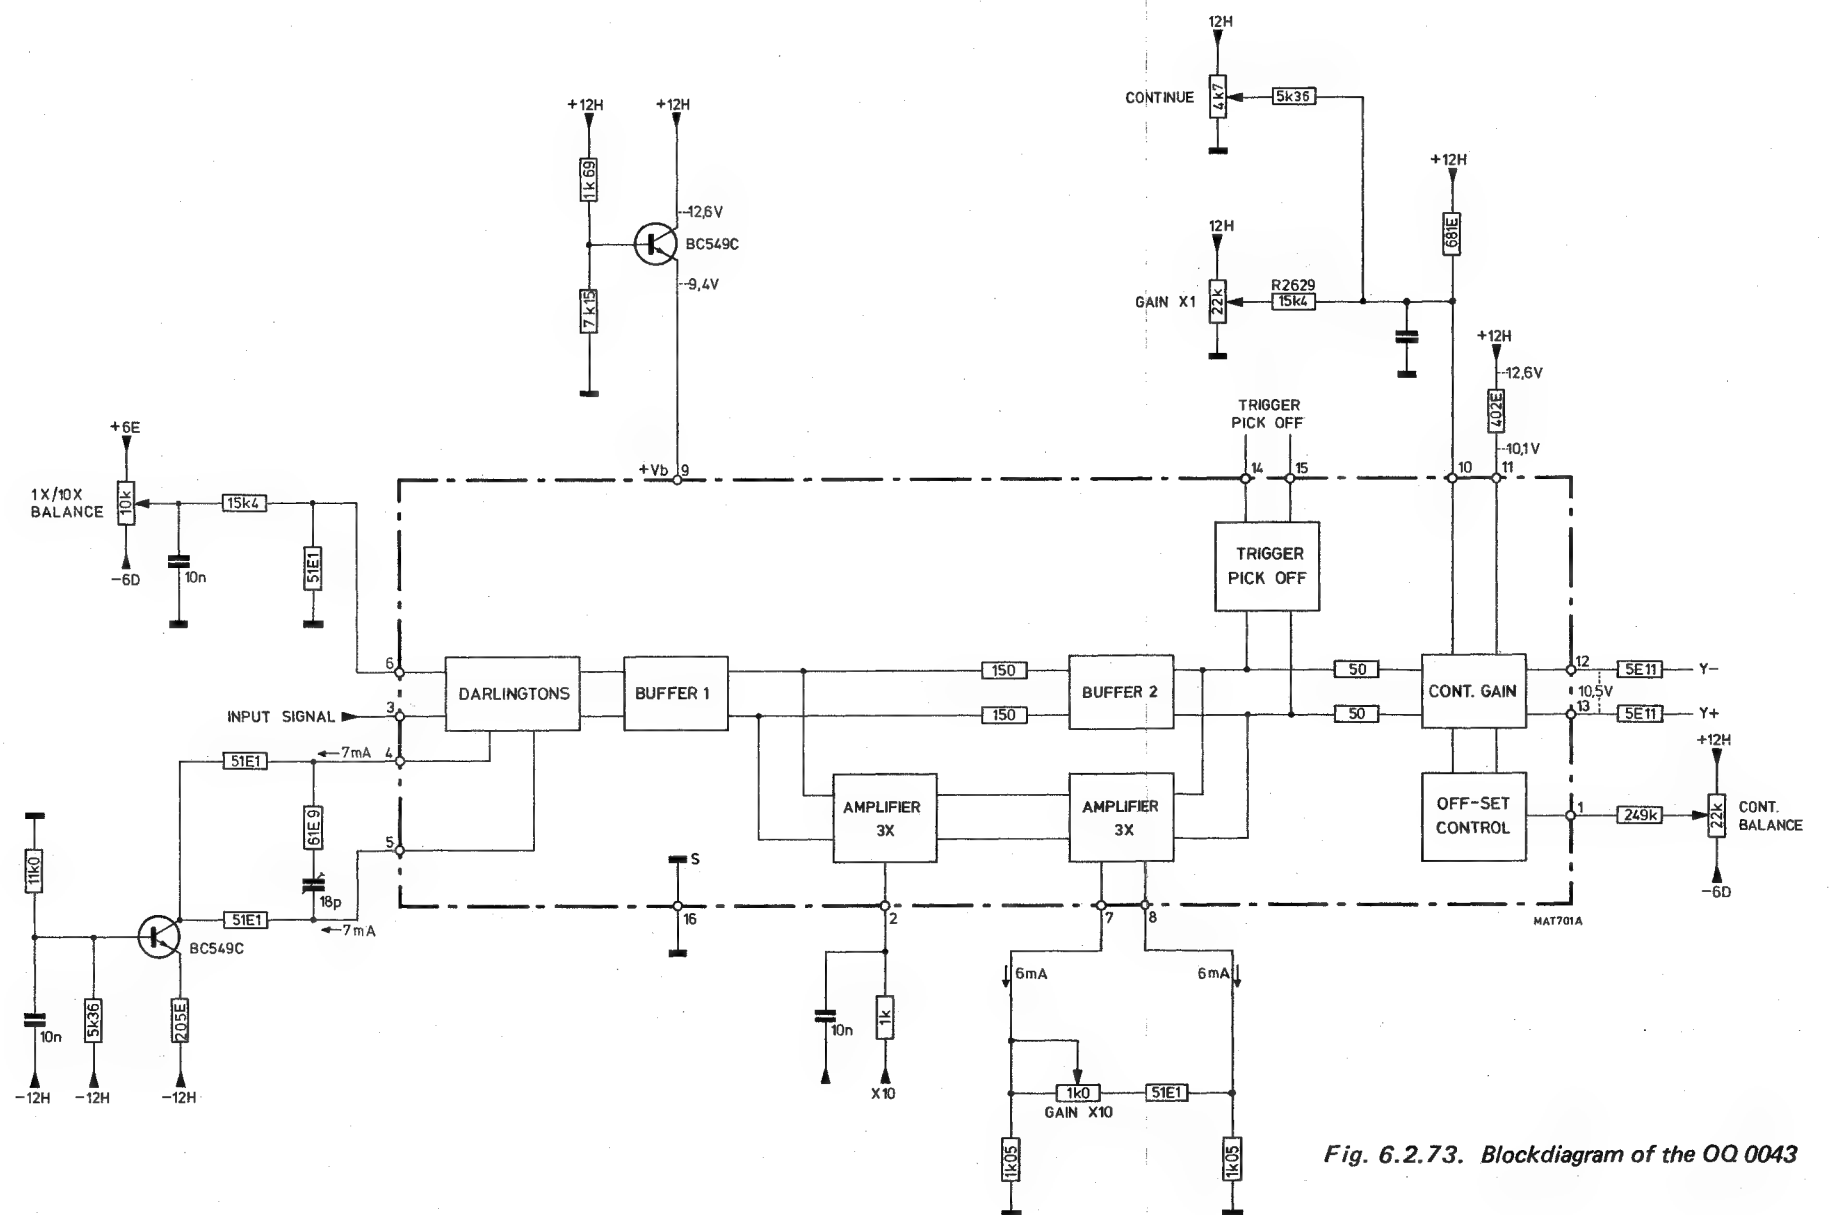 12H
CONTINUE
4k7
5k36
+12H
+12H
1k69
-12,6V
BC549C
-9,4V
7k15
12H
GAIN X1
22k
R2629
15k4
+12H
681E
+12H
-12,6V
402E
-10,1V
TRIGGER
PICK OFF
+6E
1X/10X
BALANCE
10k
15k4
-6D
10n
51E1
+Vb
9
14
15
10
11
TRIGGER
PICK OFF
6
DARLINGTONS
BUFFER 1
150
BUFFER 2
50
CONT. GAIN
12
5E11
Y-
10,5V
INPUT SIGNAL
3
150
50
13
5E11
Y+
51E1
7mA
4
61E9
18p
5
51E1
7mA
11k0
BC549C
10n
5k36
205E
-12H
-12H
-12H
AMPLIFIER
3X
AMPLIFIER
3X
OFF-SET
CONTROL
1
249k
+12H
22k
CONT.
BALANCE
-6D
S
16
2
7
8
MAT701A
10n
1k
X10
6mA
6mA
1k0
51E1
GAIN X10
1k05
1k05
Fig. 6.2.73. Blockdiagram of the OQ 0043